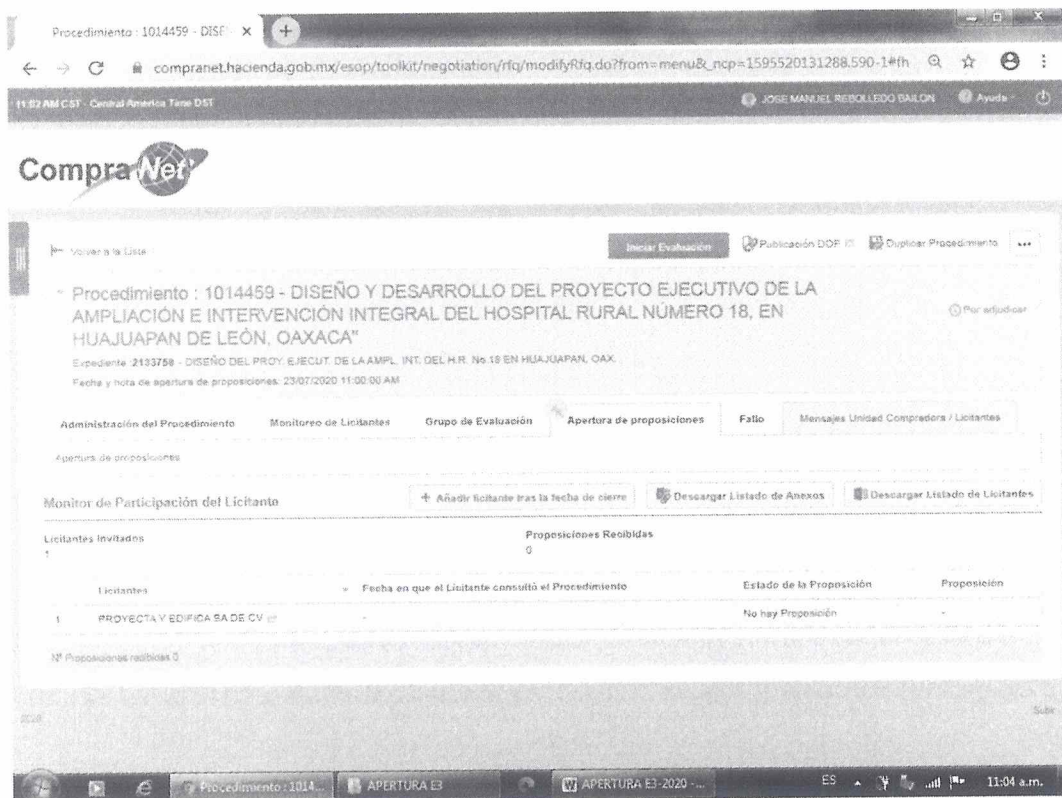 Procedimiento : 1014459 - DISE
compranet.hacienda.gob.mx/esop/toolkit/negotiation/rfq/modifyRfq.do?from=menu&_ncp=1595520131288.590-1#fh
11:02 AM CST - Central America Time DST
JOSE MANUEL REBOLLEDO BAILON
Ayuda
CompraNet
Volver a la Lista
Iniciar Evaluación
Publicación DOF
Duplicar Procedimiento
...
Procedimiento : 1014459 - DISEÑO Y DESARROLLO DEL PROYECTO EJECUTIVO DE LA
AMPLIACIÓN E INTERVENCIÓN INTEGRAL DEL HOSPITAL RURAL NÚMERO 18, EN
HUAJUAPAN DE LEÓN, OAXACA"
Por adjudicar
Expediente :2133758 - DISEÑO DEL PROY. EJECUT. DE LA AMPL. INT. DEL H.R. No.18 EN HUAJUAPAN, OAX.
Fecha y hora de apertura de proposiciones: 23/07/2020 11:00:00 AM
Administración del Procedimiento
Monitoreo de Licitantes
Grupo de Evaluación
Apertura de proposiciones
Fallo
Mensajes Unidad Compradora / Licitantes
Apertura de proposiciones
Monitor de Participación del Licitante
+ Añadir licitante tras la fecha de cierre
Descargar Listado de Anexos
Descargar Listado de Licitantes
Licitantes Invitados
1
Proposiciones Recibidas
0
Licitantes
Fecha en que el Licitante consultó el Procedimiento
Estado de la Proposición
Proposición
1 PROYECTA Y EDIFICA SA DE CV - No hay Proposición -
Nº Proposiciones recibidas 0
2020
Subir
Procedimiento : 1014...
APERTURA E3
APERTURA E3-2020 -...
ES
11:04 a.m.